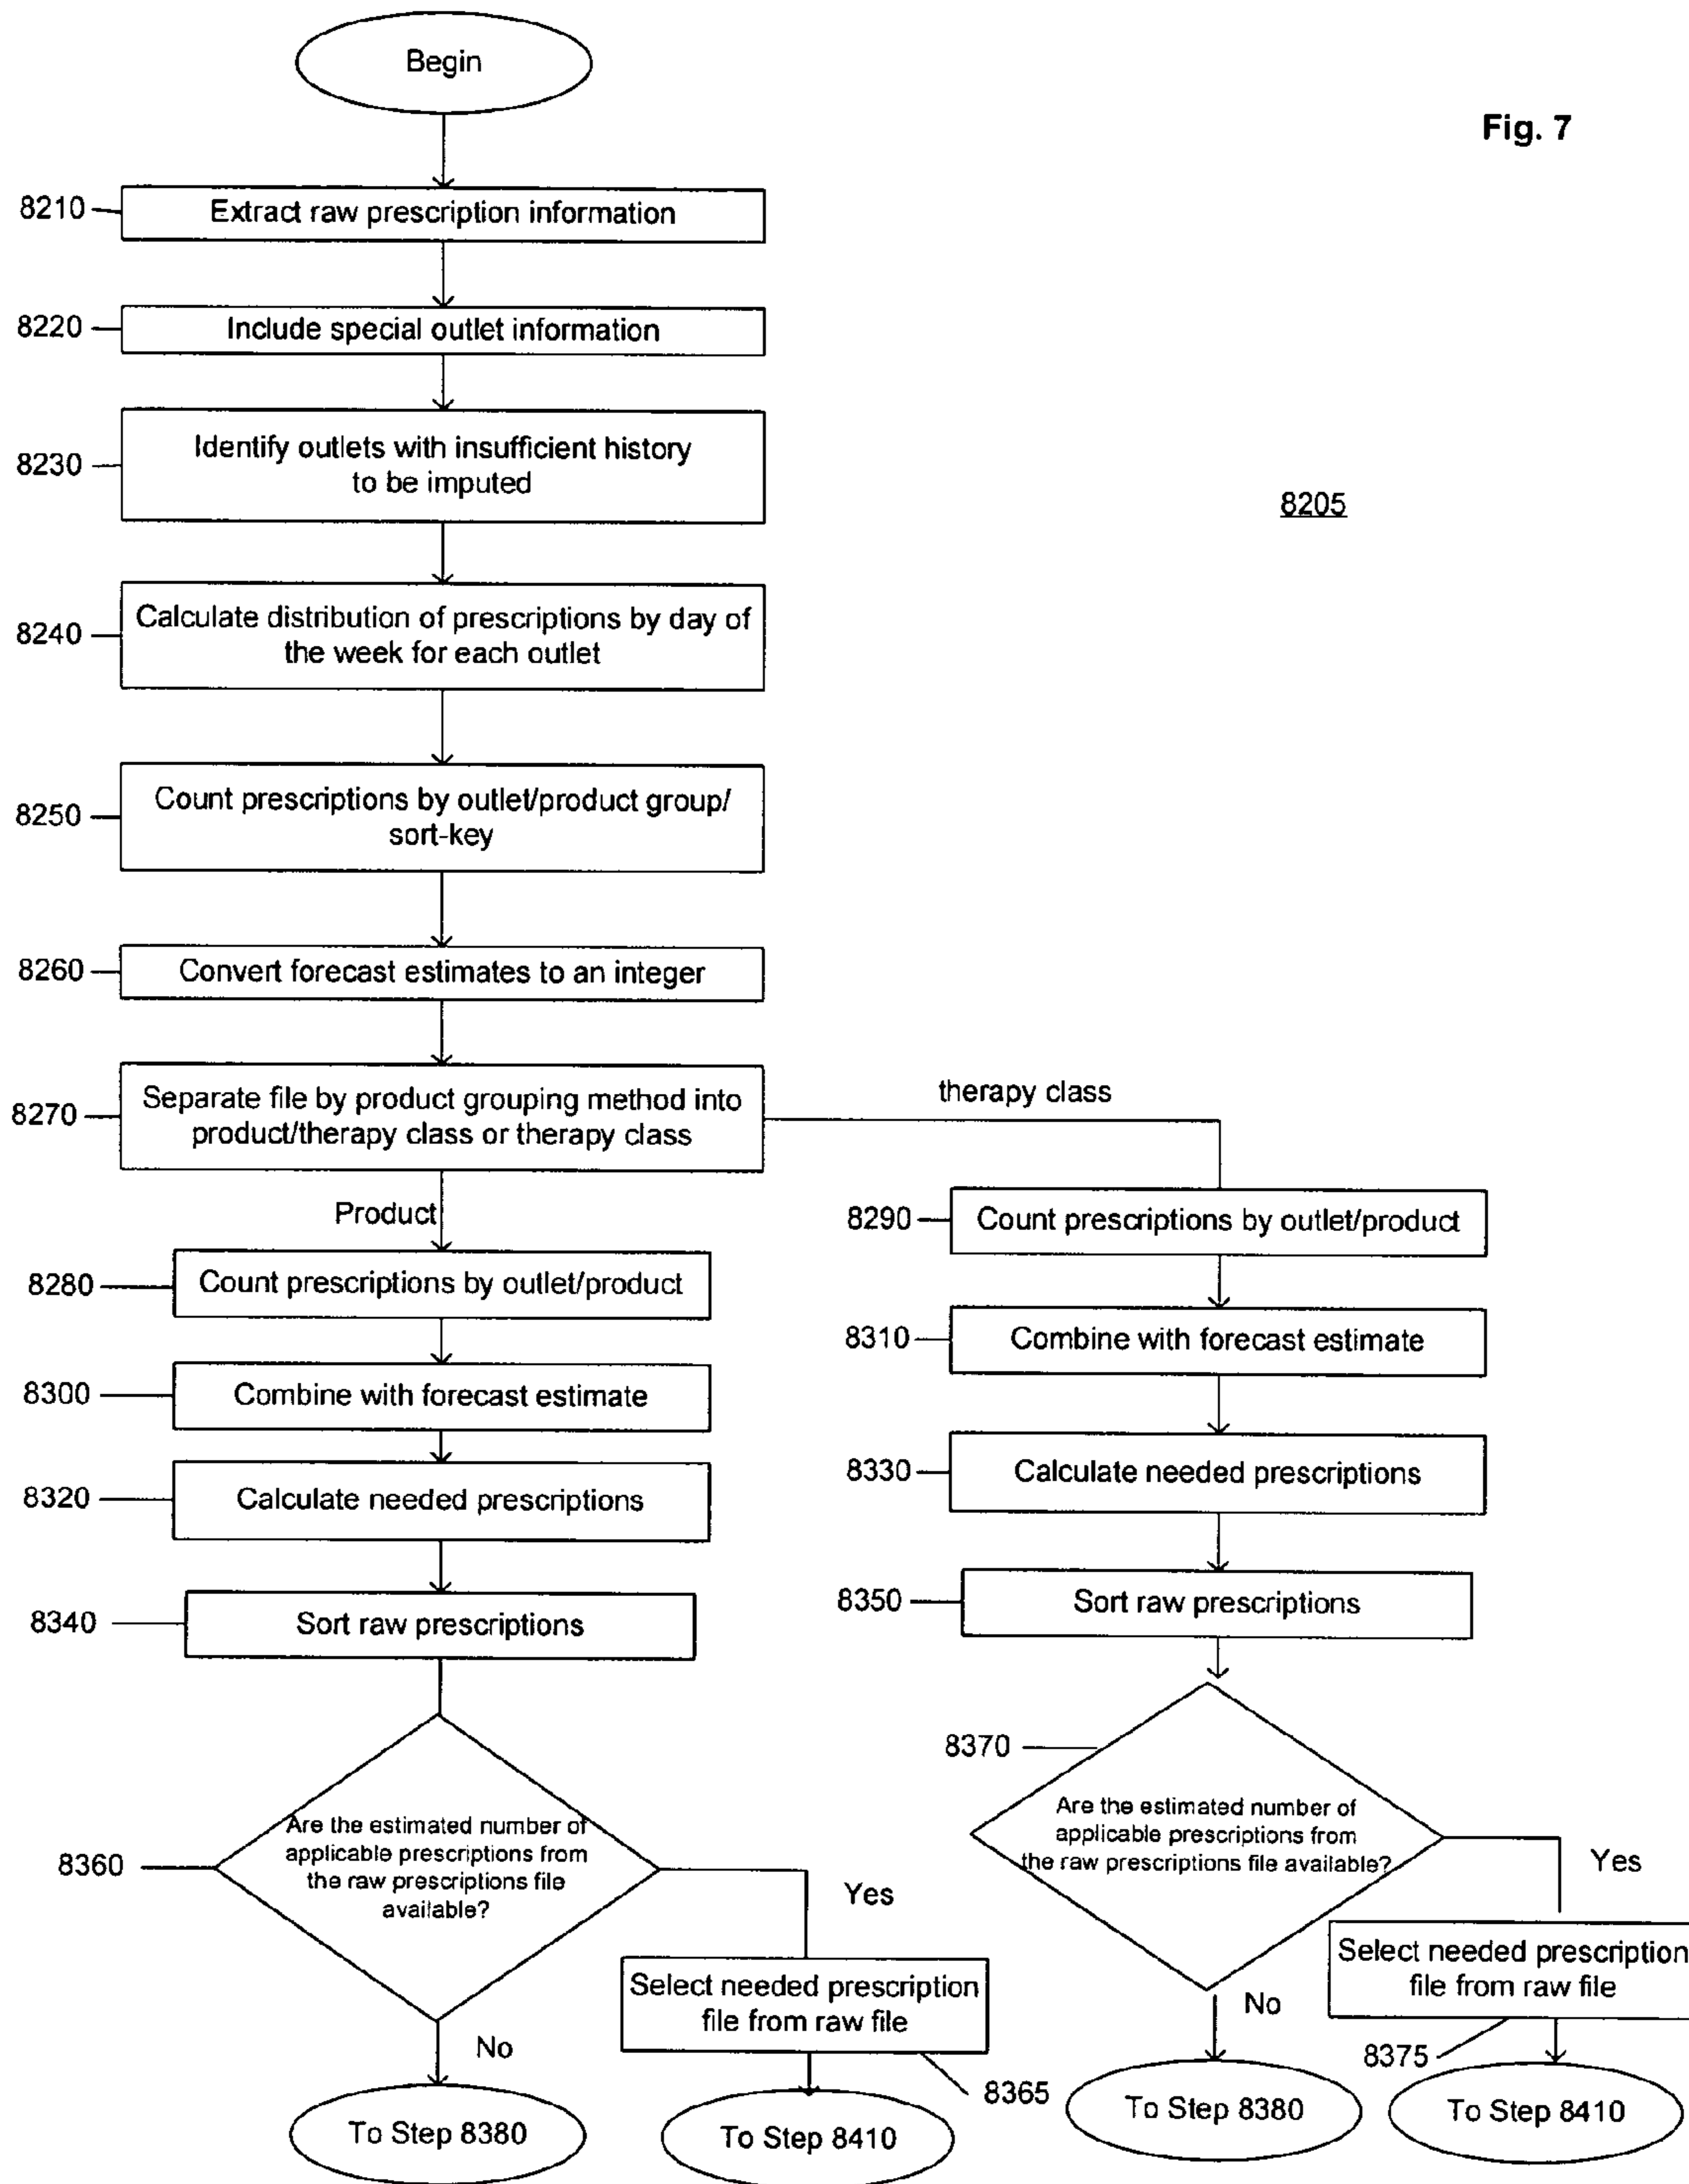 Begin
Fig. 7
8210
Extract raw prescription information
8220
Include special outlet information
8230
Identify outlets with insufficient history
to be imputed
8205
8240
Calculate distribution of prescriptions by day of
the week for each outlet
8250
Count prescriptions by outlet/product group/
sort-key
8260
Convert forecast estimates to an integer
8270
Separate file by product grouping method into
product/therapy class or therapy class
therapy class
Product
8280
Count prescriptions by outlet/product
8300
Combine with forecast estimate
8320
Calculate needed prescriptions
8340
Sort raw prescriptions
8360
Are the estimated number of
applicable prescriptions from
the raw prescriptions file
available?
Yes
Select needed prescription
file from raw file
8365
No
To Step 8380
To Step 8410
8290
Count prescriptions by outlet/product
8310
Combine with forecast estimate
8330
Calculate needed prescriptions
8350
Sort raw prescriptions
8370
Are the estimated number of
applicable prescriptions from
the raw prescriptions file available?
Yes
Select needed prescription
file from raw file
8375
No
To Step 8380
To Step 8410